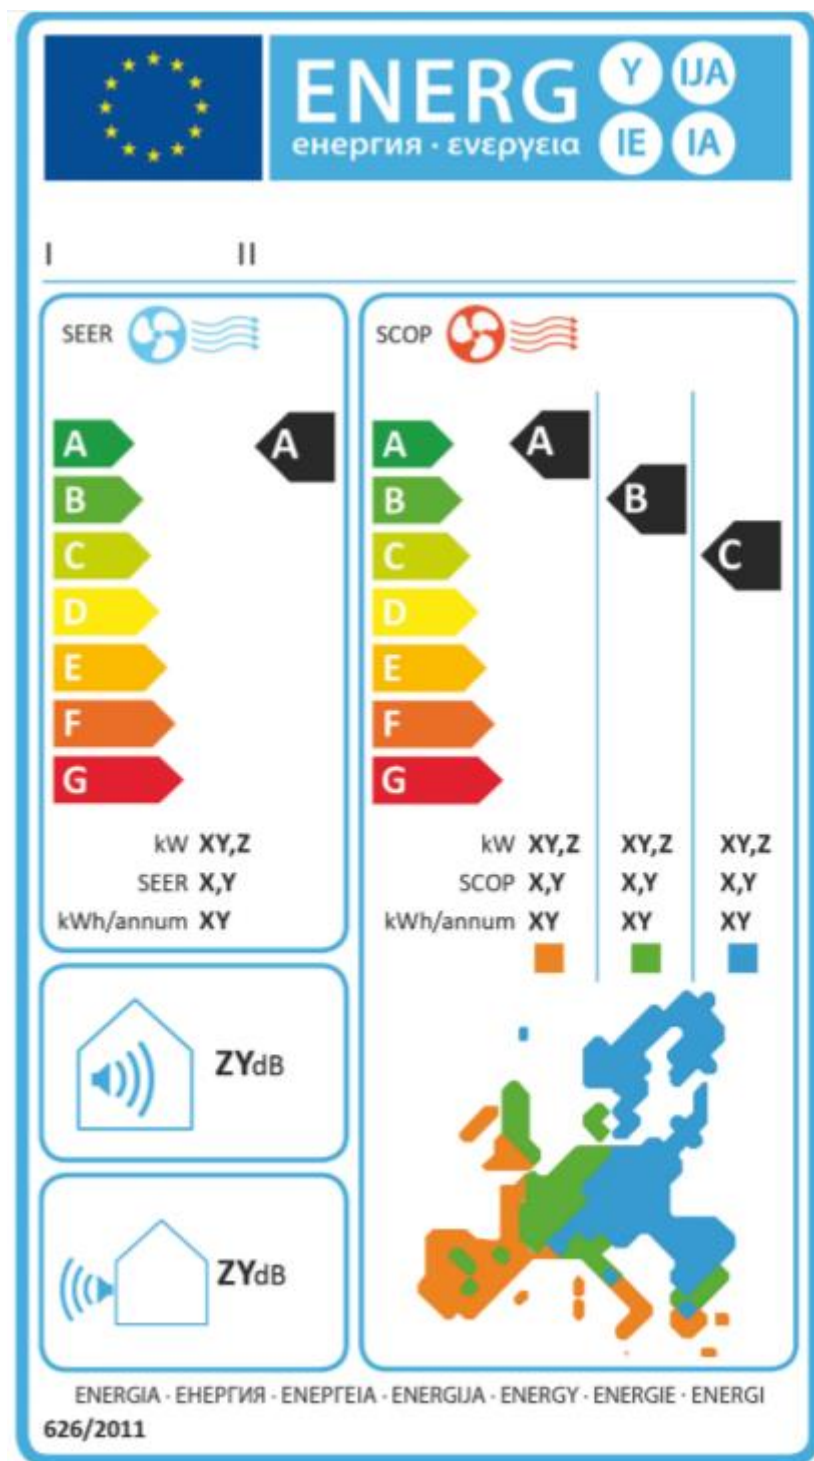 ENERG Y IJA
енергия · ενεργεια IE IA
I II
SEER
A A
B
C
D
E
F
G
kW XY,Z
SEER X,Y
kWh/annum XY
SCOP
A A
B B
C C
D
E
F
G
kW XY,Z XY,Z XY,Z
SCOP X,Y X,Y X,Y
kWh/annum XY XY XY
ZYdB
ZYdB
ENERGIA · ЕНЕРГИЯ · ΕΝΕΡΓΕΙΑ · ENERGIJA · ENERGY · ENERGIE · ENERGI
626/2011